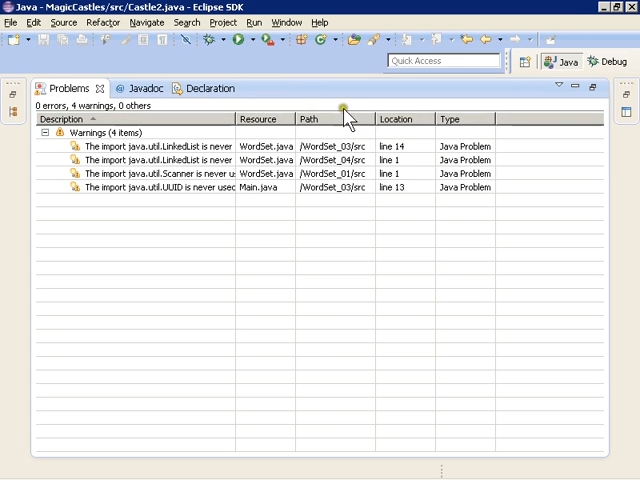 Java - MagicCastles/src/Castle2.java - Eclipse SDK
File Edit Source Refactor Navigate Search Project Run Window Help
Quick Access
Java
Debug
Problems
@ Javadoc
Declaration
0 errors, 4 warnings, 0 others
Description Resource Path Location Type
Warnings (4 items)
The import java.util.LinkedList is never WordSet.java /WordSet_03/src line 14 Java Problem
The import java.util.LinkedList is never WordSet.java /WordSet_04/src line 1 Java Problem
The import java.util.Scanner is never u: WordSet.java /WordSet_01/src line 1 Java Problem
The import java.util.UUID is never used Main.java /WordSet_03/src line 13 Java Problem